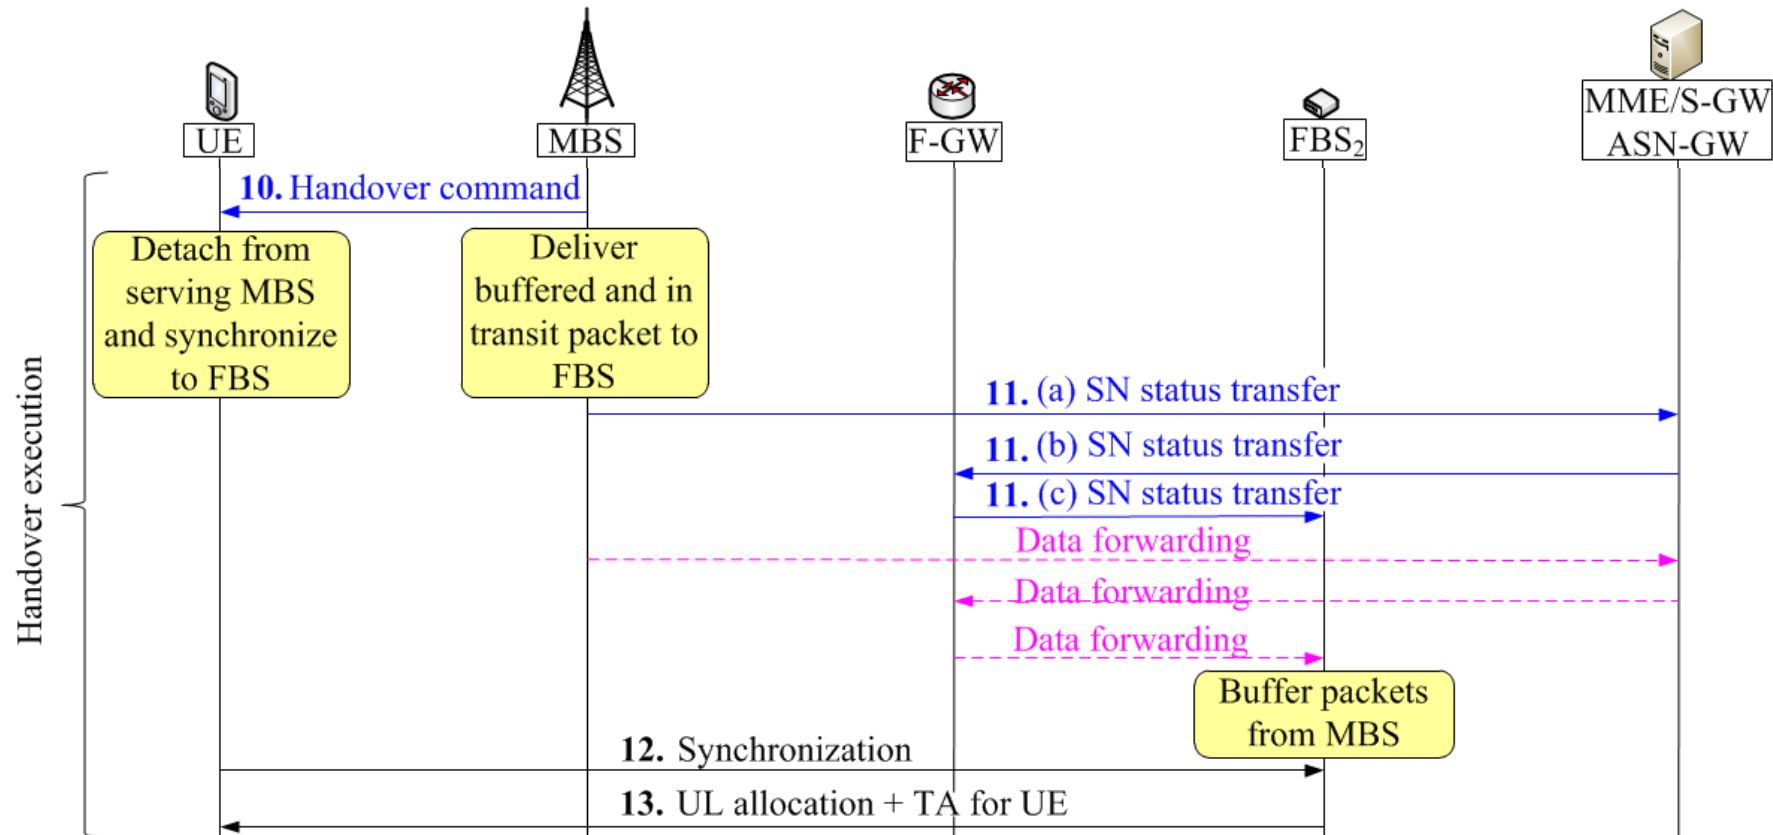 UE
MBS
F-GW
FBS₂
MME/S-GW
ASN-GW
Handover execution
10. Handover command
Detach from
serving MBS
and synchronize
to FBS
Deliver
buffered and in
transit packet to
FBS
11. (a) SN status transfer
11. (b) SN status transfer
11. (c) SN status transfer
Data forwarding
Data forwarding
Data forwarding
Buffer packets
from MBS
12. Synchronization
13. UL allocation + TA for UE